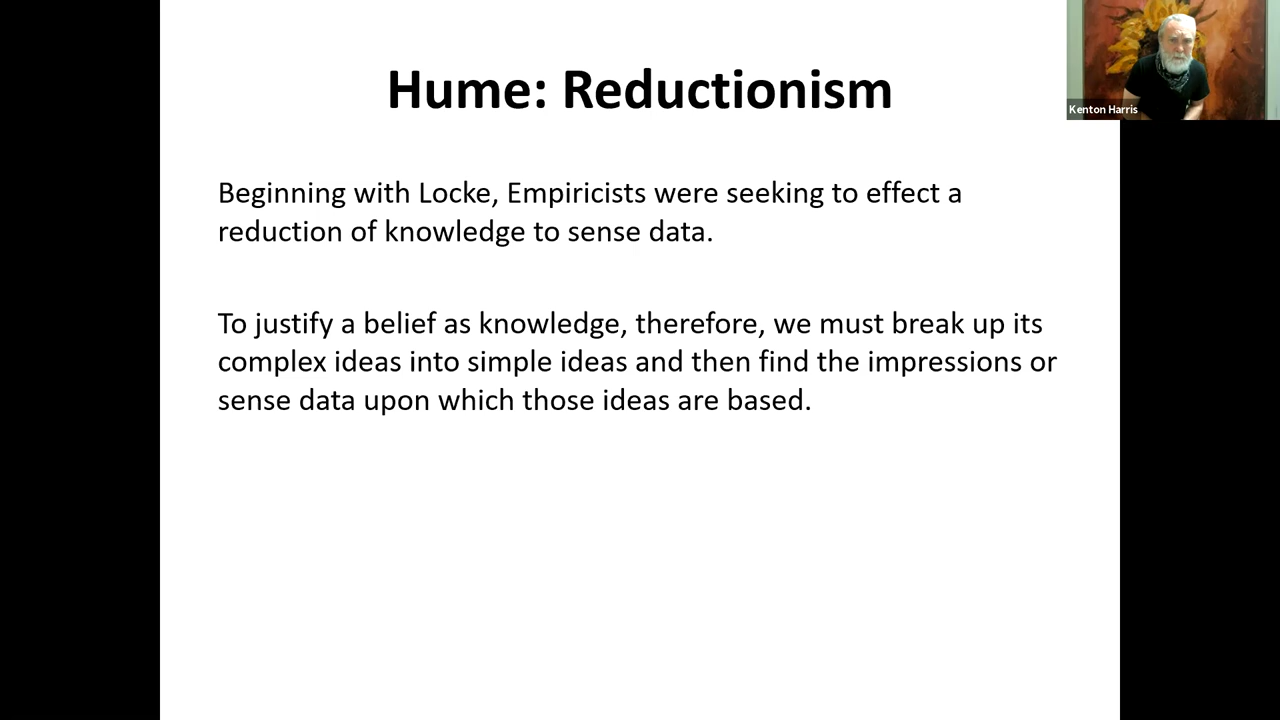 Hume: Reductionism
Kenton Harris
Beginning with Locke, Empiricists were seeking to effect a
reduction of knowledge to sense data.
To justify a belief as knowledge, therefore, we must break up its
complex ideas into simple ideas and then find the impressions or
sense data upon which those ideas are based.